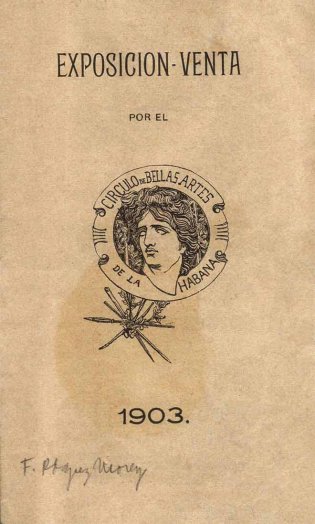 EXPOSICION-VENTA
POR EL
CIRCULO DE BELLAS ARTES
DE LA HABANA
1903.
F.